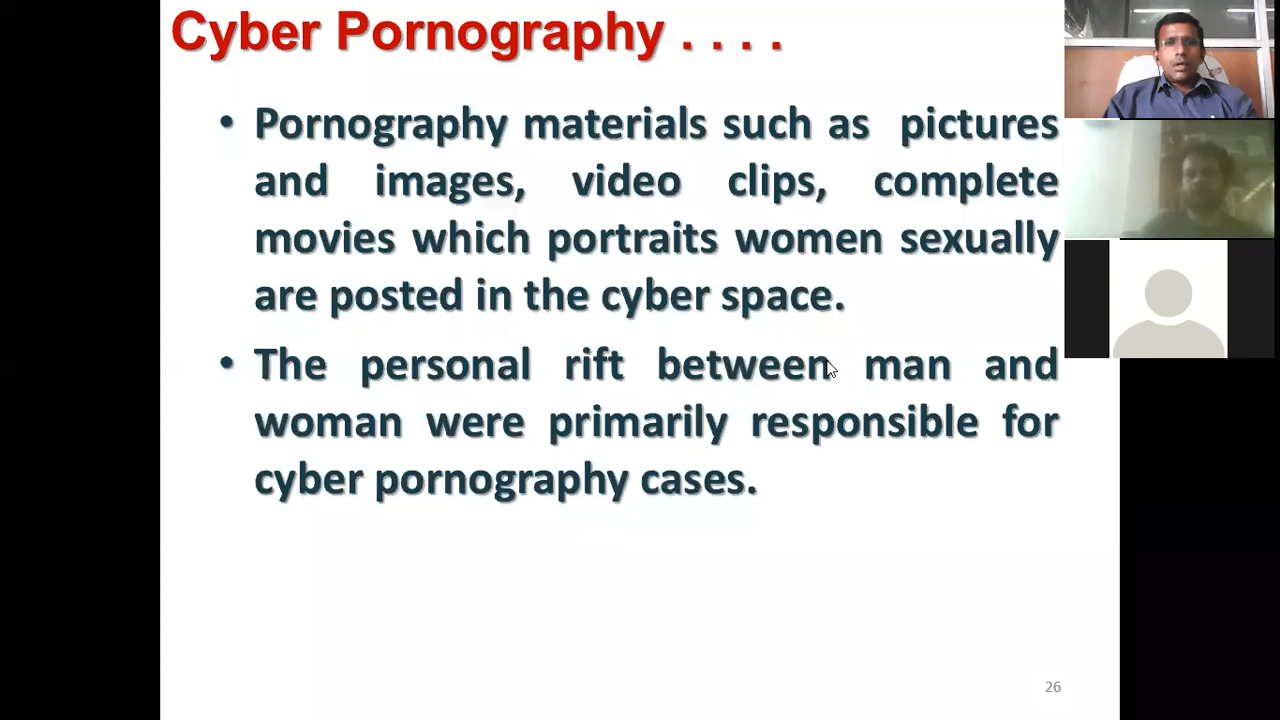 Cyber Pornography . . . .
• Pornography materials such as pictures
and images, video clips, complete
movies which portraits women sexually
are posted in the cyber space.
• The personal rift between man and
woman were primarily responsible for
cyber pornography cases.
26